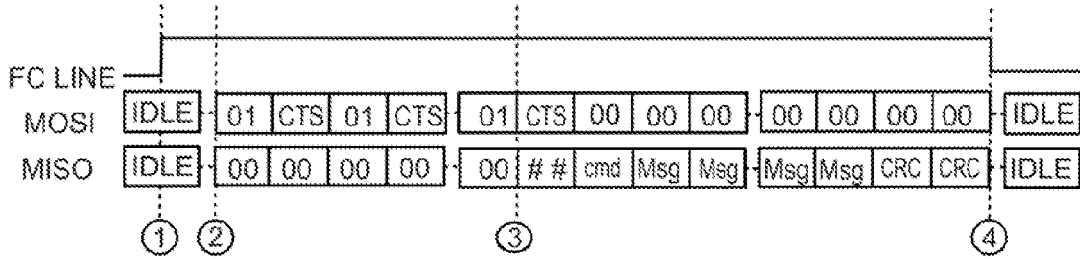 FC LINE
MOSI IDLE 01 CTS 01 CTS 01 CTS 00 00 00 00 00 00 00 IDLE
MISO IDLE 00 00 00 00 00 ## cmd Msg Msg Msg Msg CRC CRC IDLE
1 2 3 4